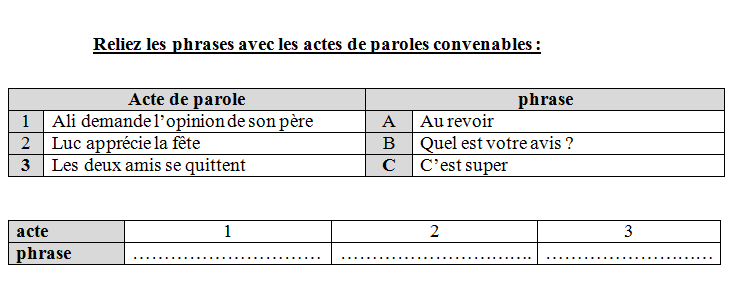 Reliez les phrases avec les actes de paroles convenables :
Acte de parole phrase
1 Ali demande l'opinion de son père A Au revoir
2 Luc apprécie la fête B Quel est votre avis ?
3 Les deux amis se quittent C C'est super
acte 1 2 3
phrase ………………………… ………………………… ………………………